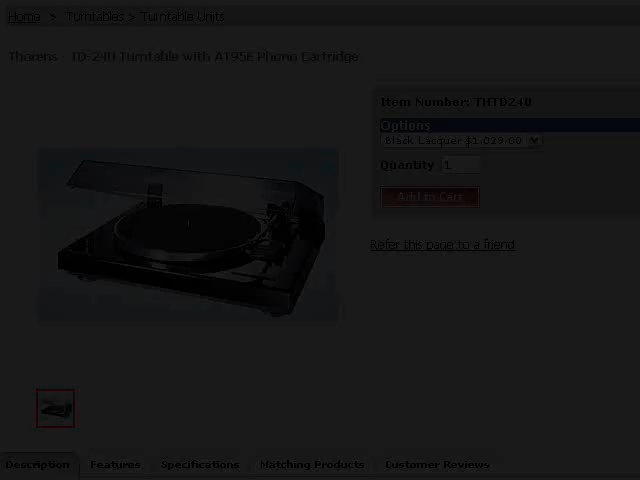 Home > Turntables > Turntable Units
Thorens - TD-240 Turntable with AT95E Phono Cartridge
Item Number: THTD240
Options
Black Lacquer $1,029.00
Quantity 1
Add to Cart
Refer this page to a friend
Description Features Specifications Matching Products Customer Reviews